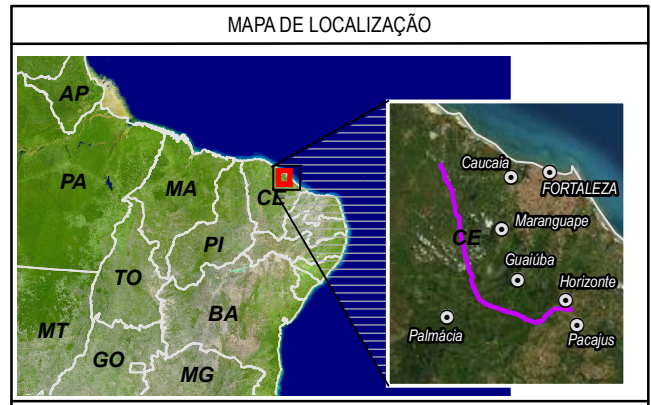 MAPA DE LOCALIZAÇÃO
AP
PA
MA
CE
PI
TO
BA
MT
GO
MG
Caucaia
FORTALEZA
CE
Maranguape
Guaiúba
Horizonte
Palmácia
Pacajus